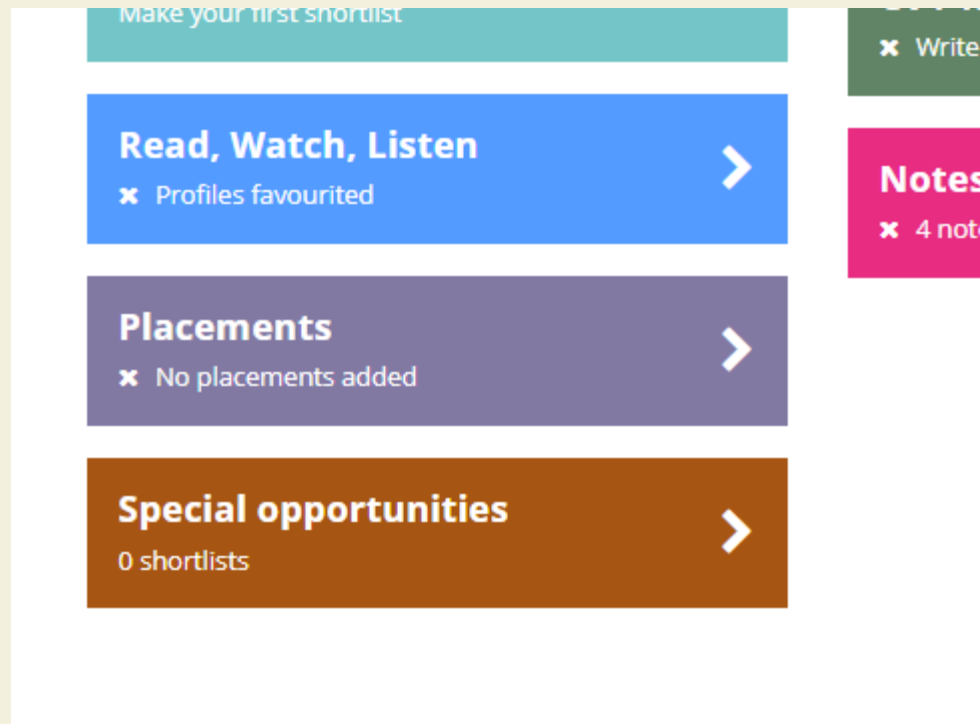 Make your first shortlist
Read, Watch, Listen
✖ Profiles favourited
Placements
✖ No placements added
Special opportunities
0 shortlists
✖ Write
Notes
✖ 4 not